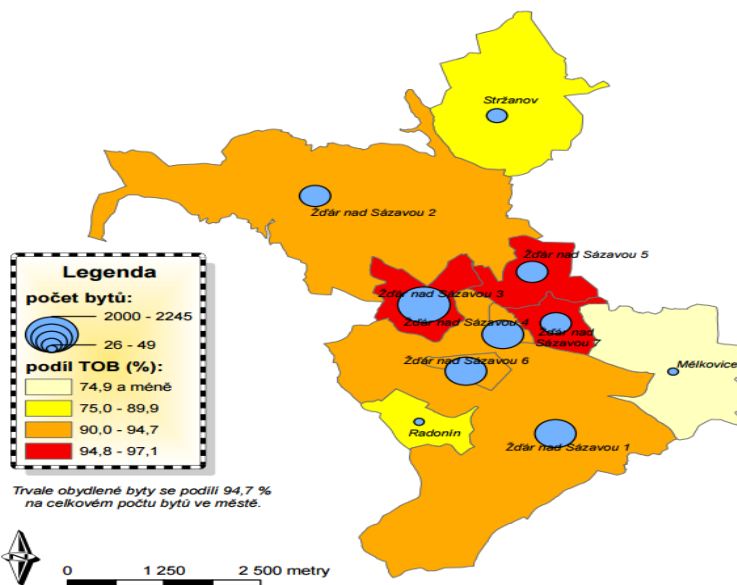 Stržanov
Žďár nad Sázavou 2
Žďár nad Sázavou 5
Žďár nad Sázavou 3
Žďár nad Sázavou 4
Žďár nad
Sázavou 7
Žďár nad Sázavou 6
Mělkovice
Radonín
Žďár nad Sázavou 1
Legenda
počet bytů:
2000 - 2245
26 - 49
podíl TOB (%):
74,9 a méně
75,0 - 89,9
90,0 - 94,7
94,8 - 97,1
Trvale obydlené byty se podílí 94,7 %
na celkovém počtu bytů ve městě.
0 1 250 2 500 metry